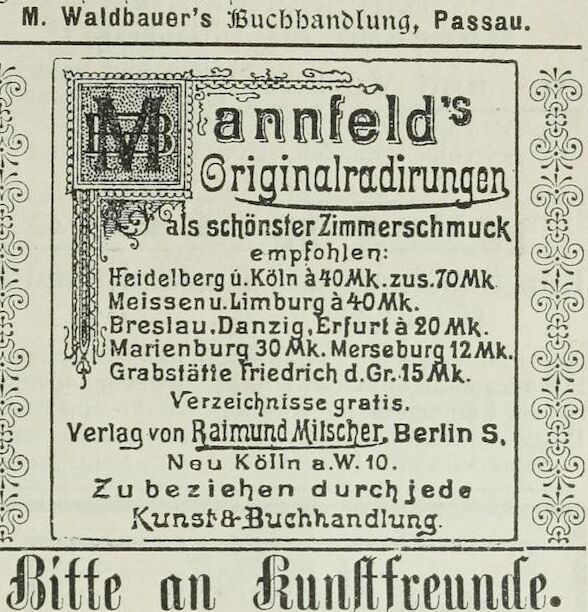 M. Waldbauer's Buchhandlung, Passau.
Mannfeld's
Originalradirungen
als schönster Zimmerschmuck
empfohlen:
Heidelberg u. Köln à 40 Mk. zus. 70 Mk.
Meissen u. Limburg à 40 Mk.
Breslau, Danzig, Erfurt à 20 Mk.
Marienburg 30 Mk. Merseburg 12 Mk.
Grabstätte Friedrich d. Gr. 15 Mk.
Verzeichnisse gratis.
Verlag von Raimund Mitscher, Berlin S.
Neu Kölln a. W. 10.
Zu beziehen durch jede
Kunst & Buchhandlung.
Bitte an Kunstfreunde.